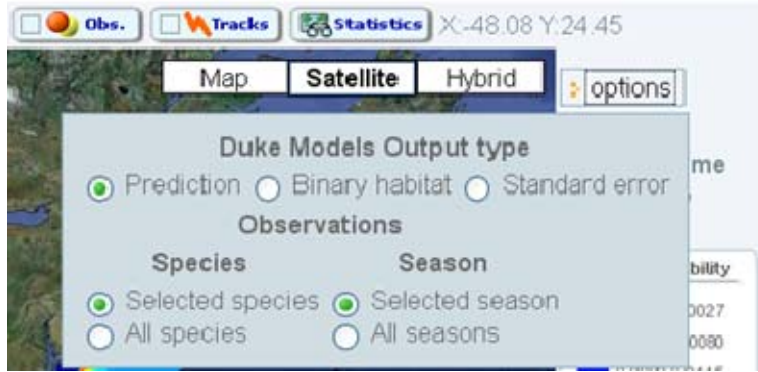 Obs. Tracks Statistics X:-48.08 Y:24.45
Map Satellite Hybrid options
Duke Models Output type
Prediction Binary habitat Standard error
Observations
Species Season
Selected species Selected season
All species All seasons
me
bility
0027
0080